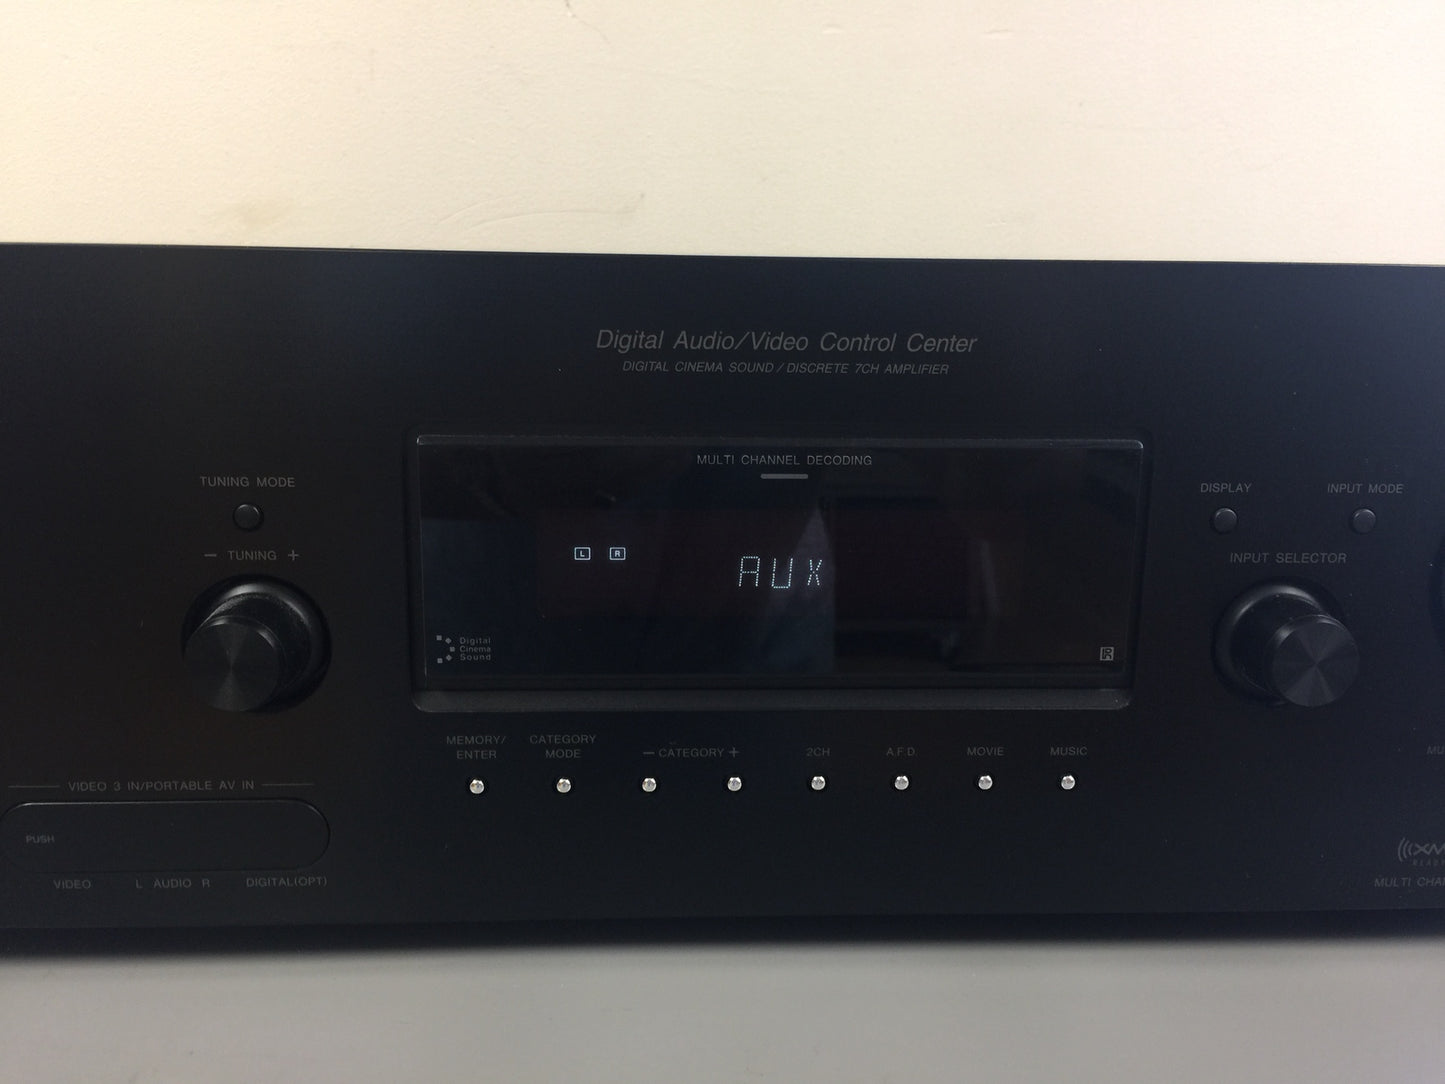 Digital Audio/Video Control Center
DIGITAL CINEMA SOUND / DISCRETE 7CH AMPLIFIER
MULTI CHANNEL DECODING
TUNING MODE
DISPLAY
INPUT MODE
L R
AUX
− TUNING +
INPUT SELECTOR
Digital
Cinema
Sound
MEMORY/
ENTER
CATEGORY
MODE
− CATEGORY +
2CH
A.F.D.
MOVIE
MUSIC
VIDEO 3 IN/PORTABLE AV IN
PUSH
VIDEO
L AUDIO R
DIGITAL(OPT)
XM
MULTI